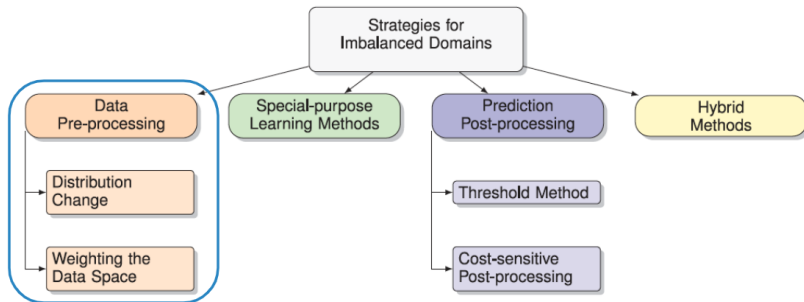 Strategies for
Imbalanced Domains
Data
Pre-processing
Special-purpose
Learning Methods
Prediction
Post-processing
Hybrid
Methods
Distribution
Change
Threshold Method
Weighting the
Data Space
Cost-sensitive
Post-processing